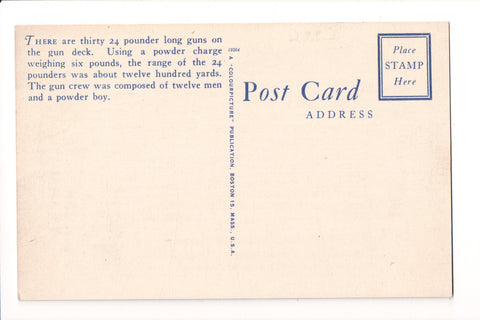 THERE are thirty 24 pounder long guns on
the gun deck. Using a powder charge
weighing six pounds, the range of the 24
pounders was about twelve hundred yards.
The gun crew was composed of twelve men
and a powder boy.
A "COLOURPICTURE" PUBLICATION, BOSTON 15, MASS., U.S.A.
Post Card
ADDRESS
Place
STAMP
Here